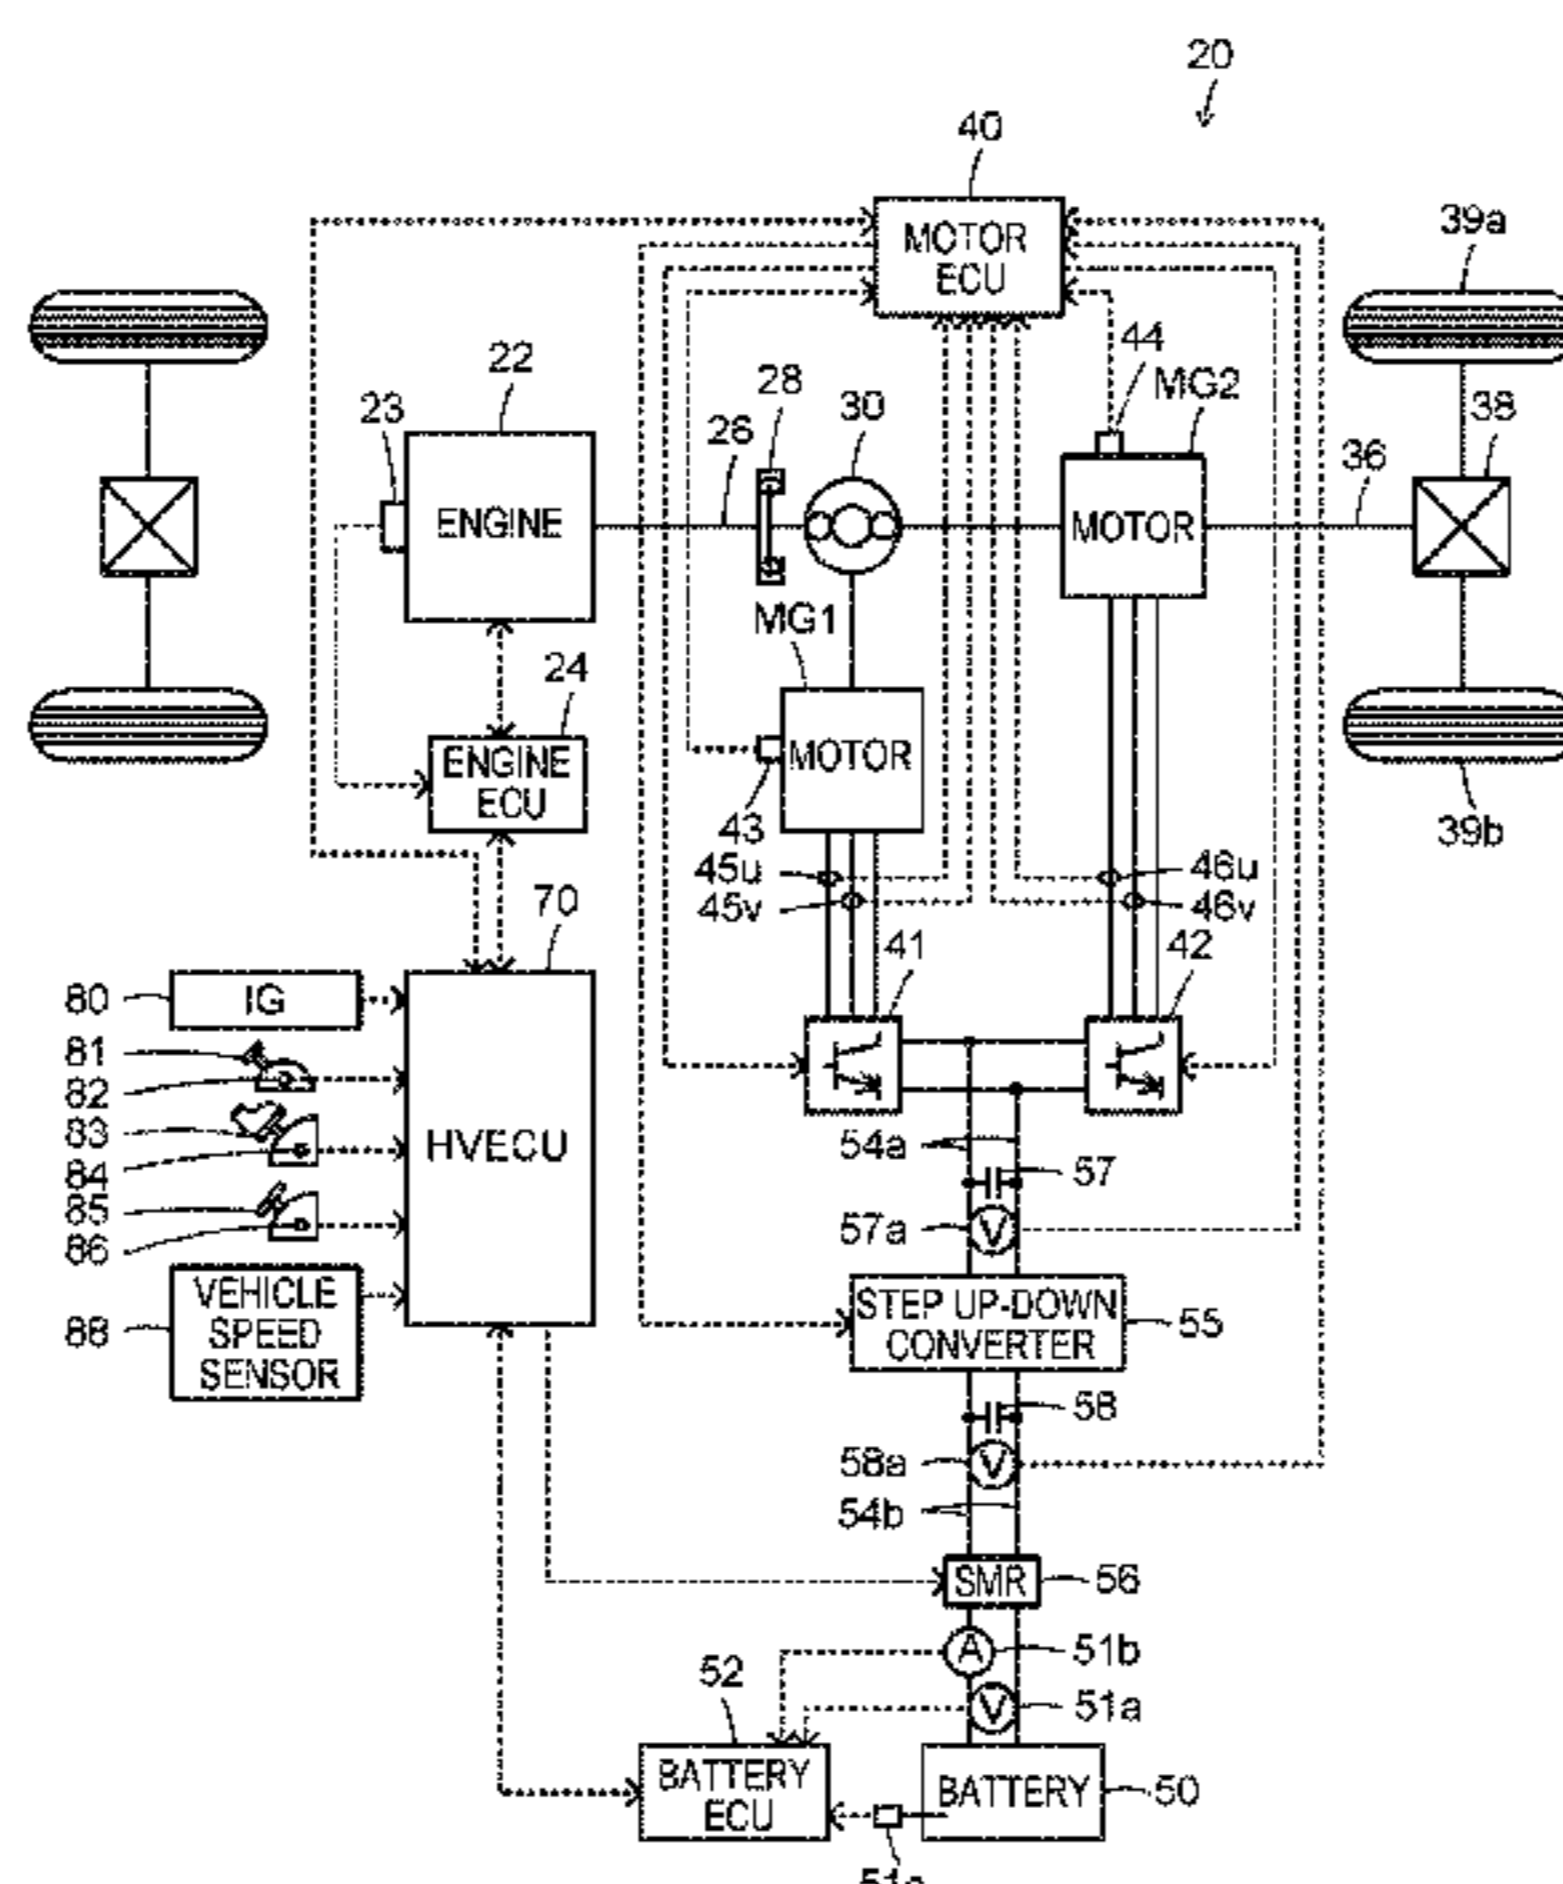 20
40
MOTOR
ECU
39a
22
28
44
MG2
23
30
38
26
36
ENGINE
MOTOR
MG1
24
ENGINE
ECU
MOTOR
43
39b
45u
46u
45v
46v
70
41
42
80
IG
81
82
83
84
85
86
HVECU
54a
57
57a
88
VEHICLE
SPEED
SENSOR
STEP UP-DOWN
CONVERTER
55
58
58a
54b
SMR
56
A
51b
52
V
51a
BATTERY
ECU
BATTERY
50
V
V